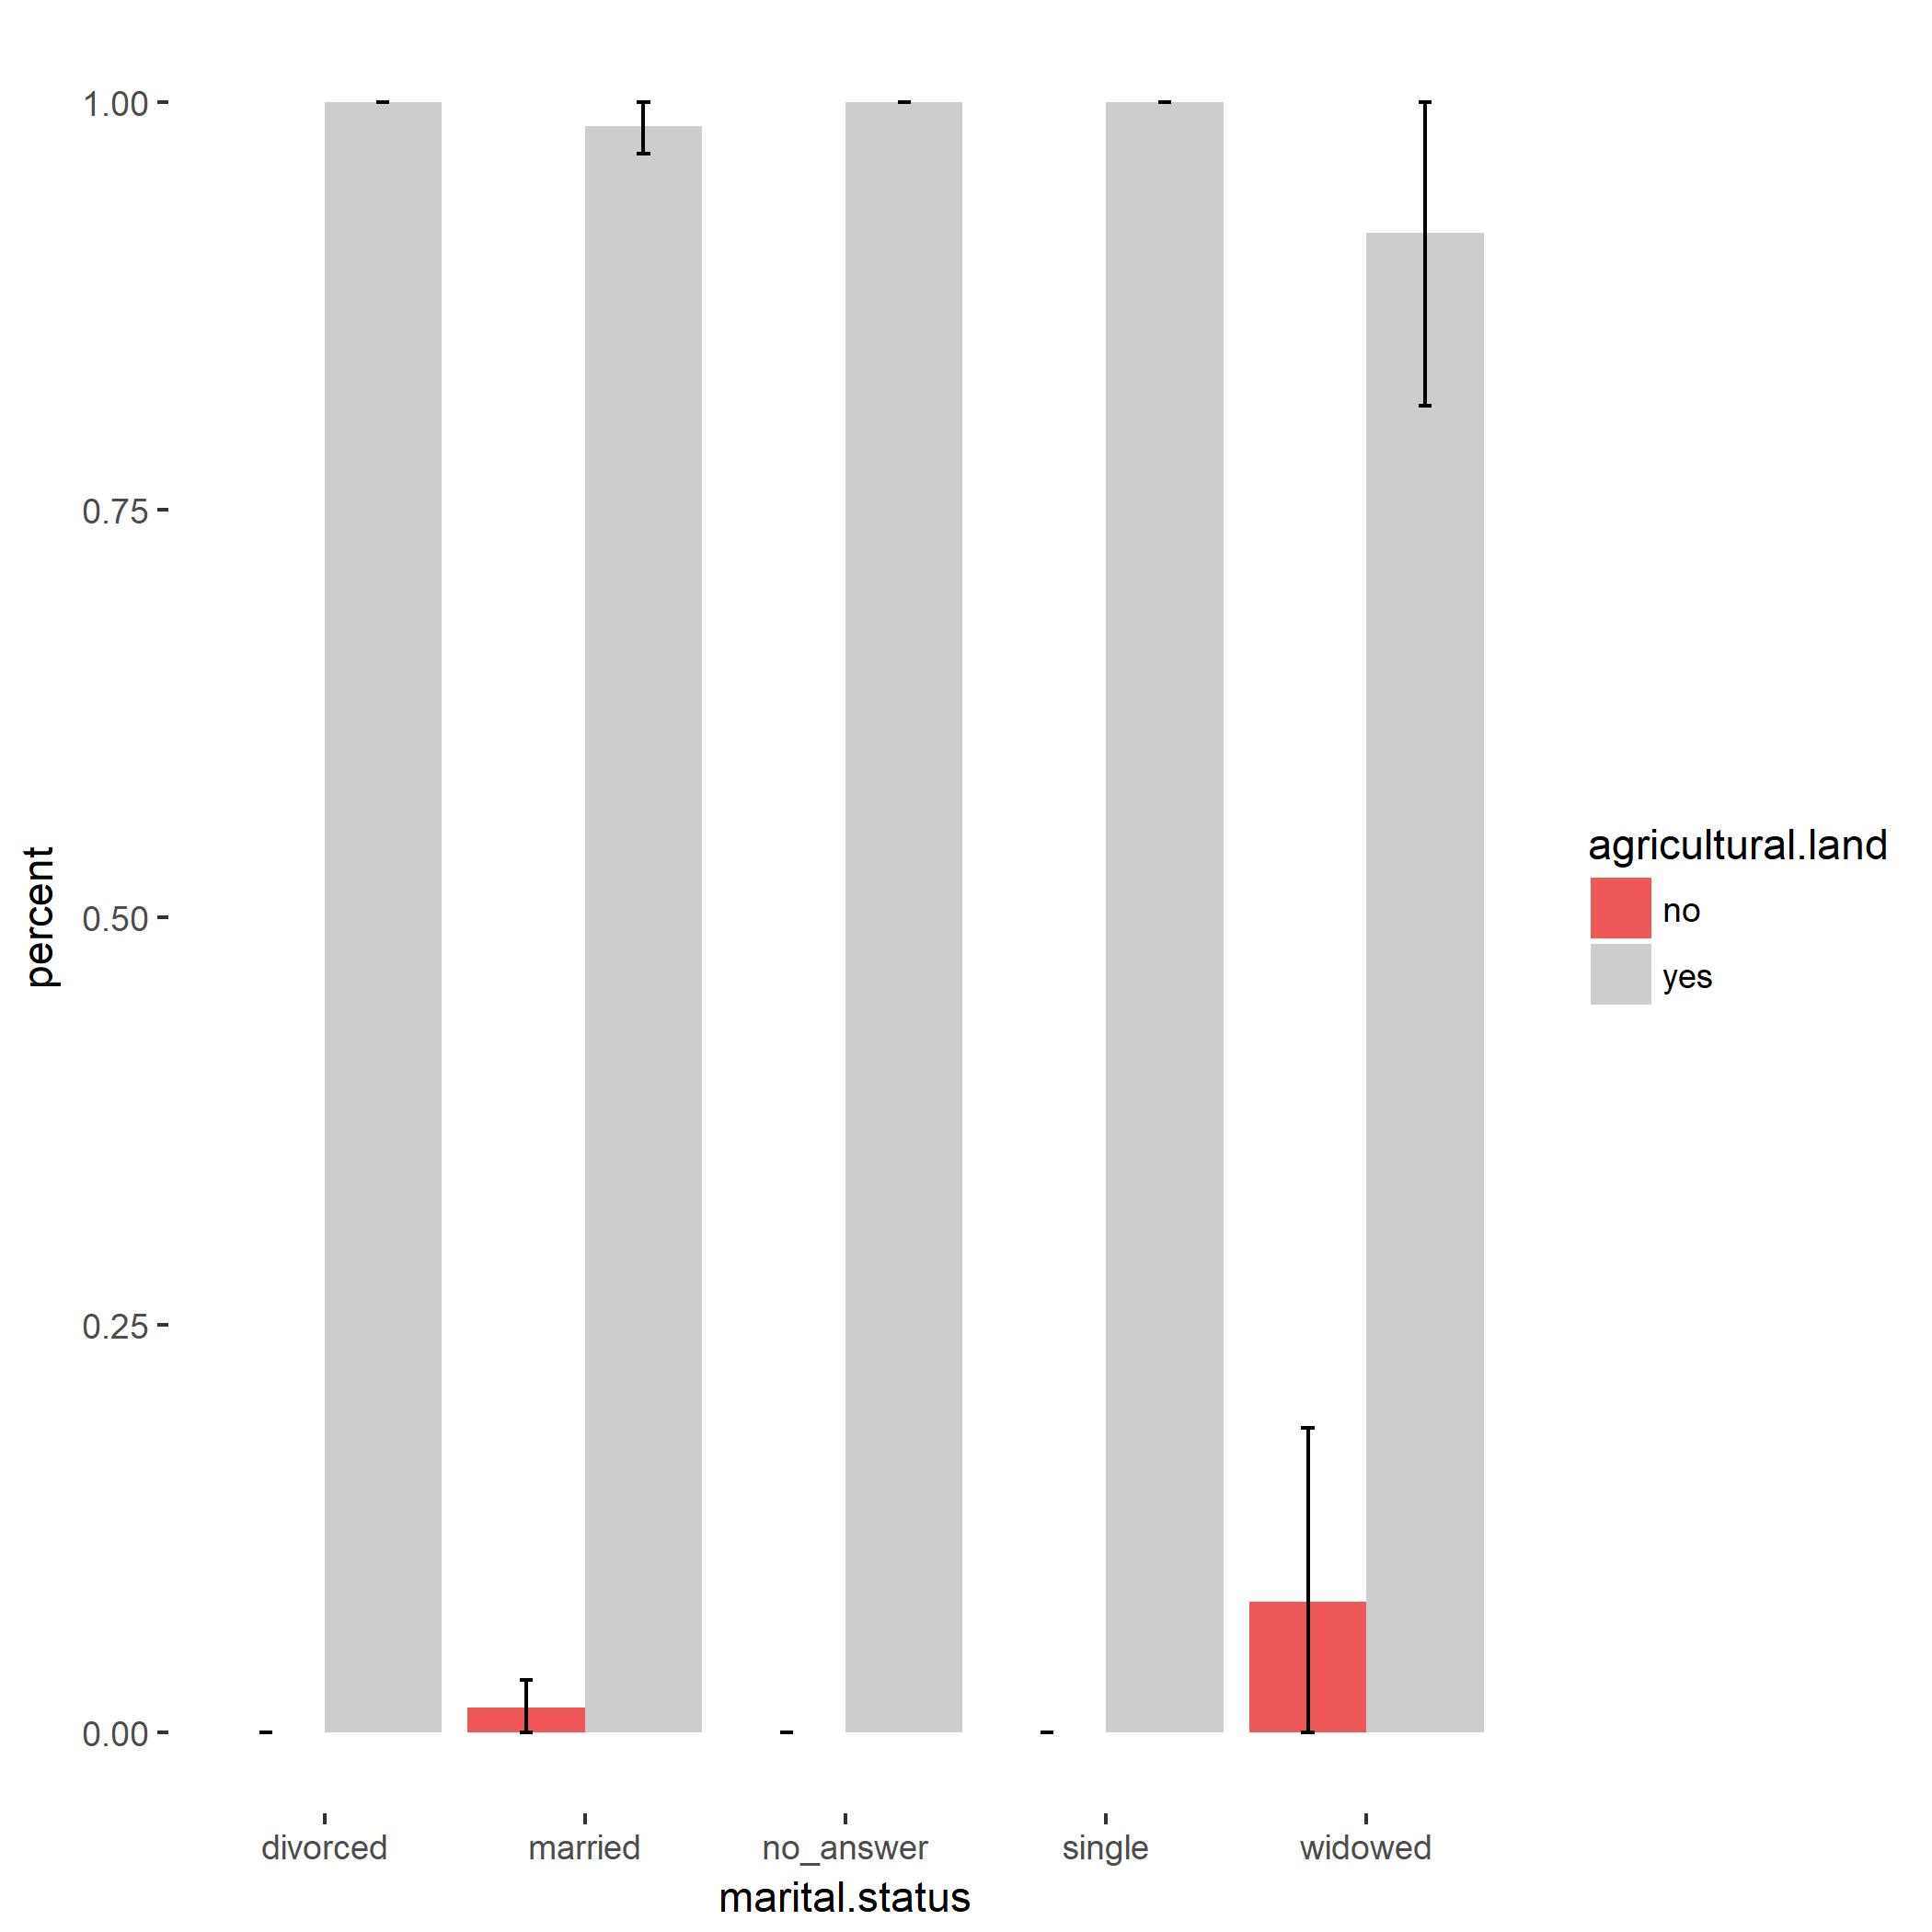 1.00
0.75
0.50
0.25
0.00
percent
divorced married no_answer single widowed
marital.status
agricultural.land
no
yes